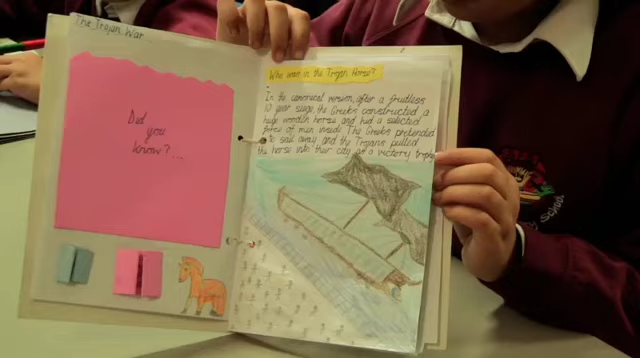 The Trojan War
Did
you
know?...
Who was in the Trojan Horse?
In the canonical version, after a fruitless
10 year siege, the Greeks constructed a
huge wooden horse and hid a selected
force of men inside. The Greeks pretended
to sail away and the Trojans pulled
the horse into their city as a victory trophy
School